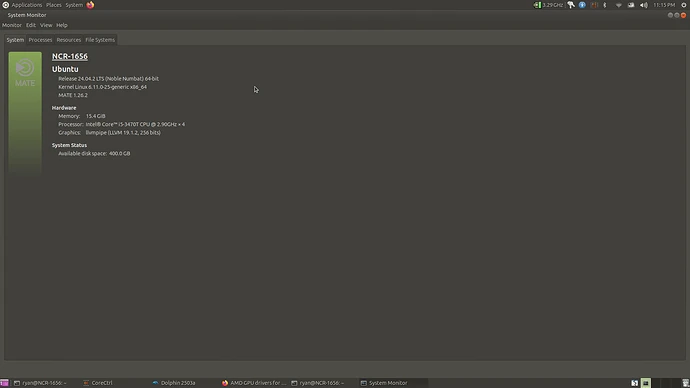 Applications Places System
3.29 GHz
11:15 PM
System Monitor
Monitor Edit View Help
System Processes Resources File Systems
MATE
NCR-1656
Ubuntu
Release 24.04.2 LTS (Noble Numbat) 64-bit
Kernel Linux 6.11.0-25-generic x86_64
MATE 1.26.2
Hardware
Memory: 15.4 GiB
Processor: Intel® Core™ i5-3470T CPU @ 2.90GHz × 4
Graphics: llvmpipe (LLVM 19.1.2, 256 bits)
System Status
Available disk space: 400.0 GB
ryan@NCR-1656: ~
CoreCtrl
Dolphin 2503a
AMD GPU drivers for ...
ryan@NCR-1656: ~
System Monitor